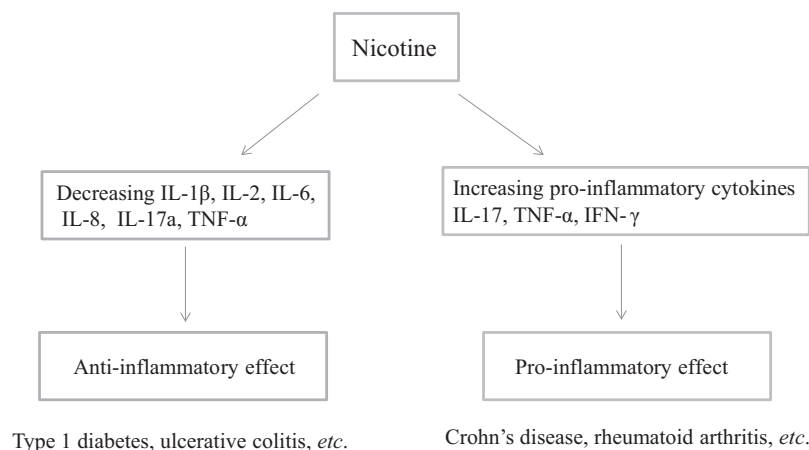 Nicotine
Decreasing IL-1β, IL-2, IL-6,
IL-8, IL-17a, TNF-α
Increasing pro-inflammatory cytokines
IL-17, TNF-α, IFN- γ
Anti-inflammatory effect
Pro-inflammatory effect
Type 1 diabetes, ulcerative colitis, etc.
Crohn’s disease, rheumatoid arthritis, etc.